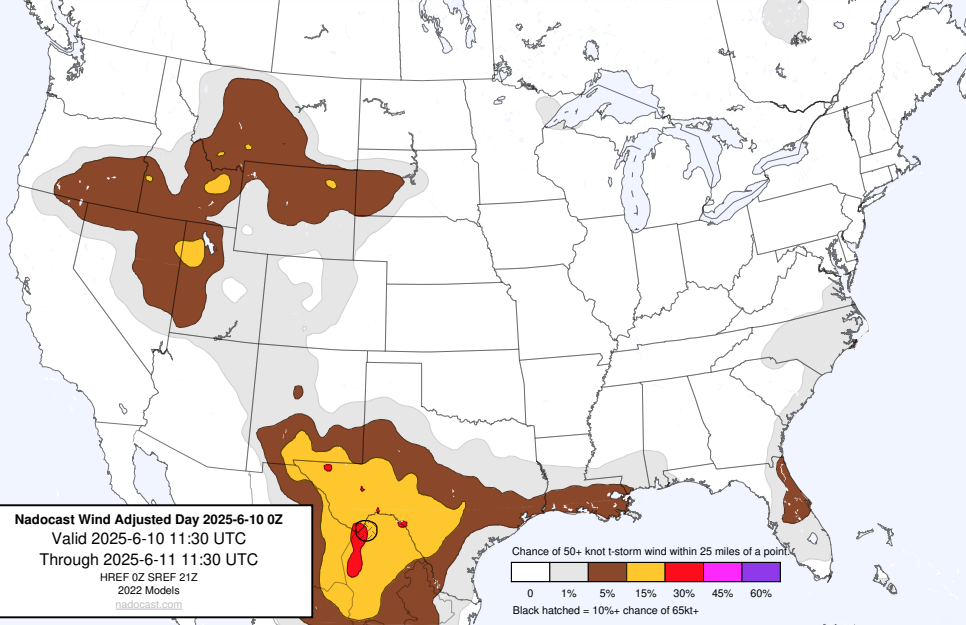 Nadocast Wind Adjusted Day 2025-6-10 0Z
Valid 2025-6-10 11:30 UTC
Through 2025-6-11 11:30 UTC
HREF 0Z SREF 21Z
2022 Models
nadocast.com
Chance of 50+ knot t-storm wind within 25 miles of a point.
0 1% 5% 15% 30% 45% 60%
Black hatched = 10%+ chance of 65kt+